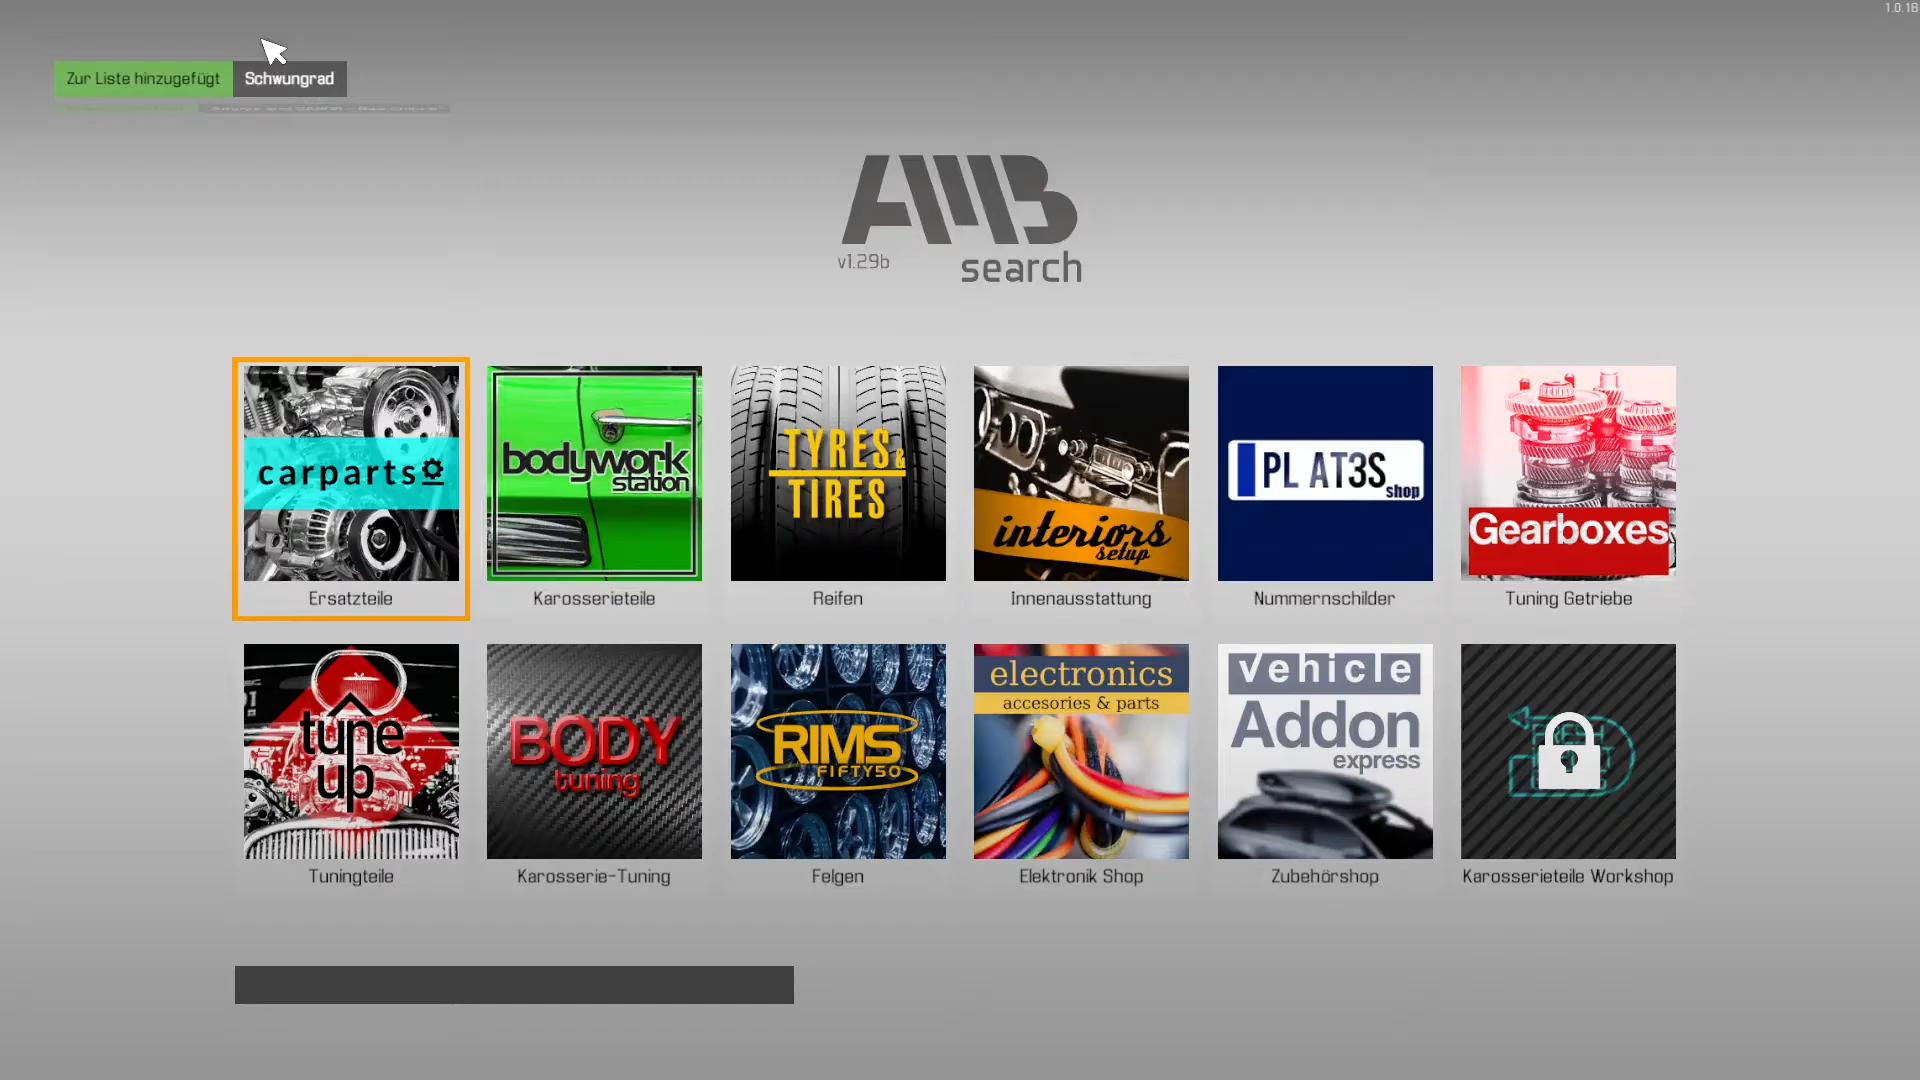 1.0.16
Zur Liste hinzugefügt Schwungrad
AMB
v1.29b
search
carparts
bodywork
station
TYRES &
TIRES
interiors
setup
PL AT3S
shop
Gearboxes
Ersatzteile
Karosserieteile
Reifen
Innenausstattung
Nummernschilder
Tuning Getriebe
tune
up
BODY
tuning
RIMS
FIFTY50
electronics
accesories & parts
vehicle
Addon
express
Tuningteile
Karosserie-Tuning
Felgen
Elektronik Shop
Zubehörshop
Karosserieteile Workshop